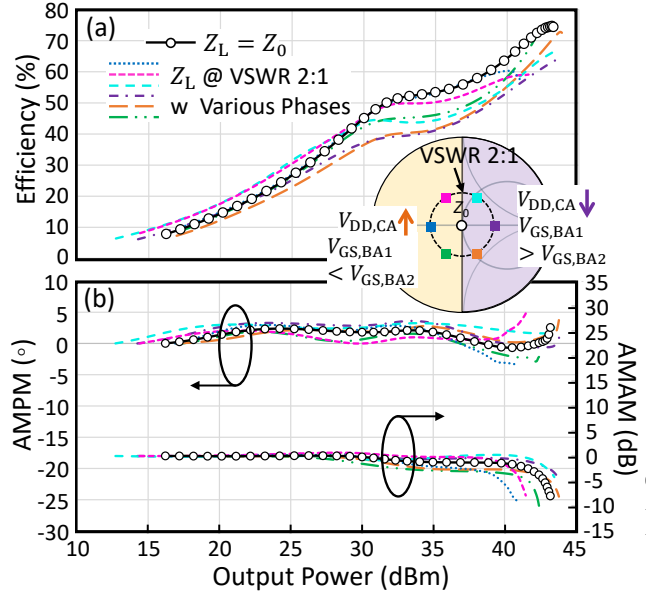 (a)
Z_L = Z_0
Z_L @ VSWR 2:1
w Various Phases
Efficiency (%)
80
70
60
50
40
30
20
10
0
VSWR 2:1
Z_0
V_DD,CA ↑
V_GS,BA1
< V_GS,BA2
V_DD,CA ↓
V_GS,BA1
> V_GS,BA2
(b)
AMPM (°)
10
5
0
-5
-10
-15
-20
-25
-30
35
30
25
20
15
10
5
0
-5
-10
-15
AMAM (dB)
10 15 20 25 30 35 40 45
Output Power (dBm)